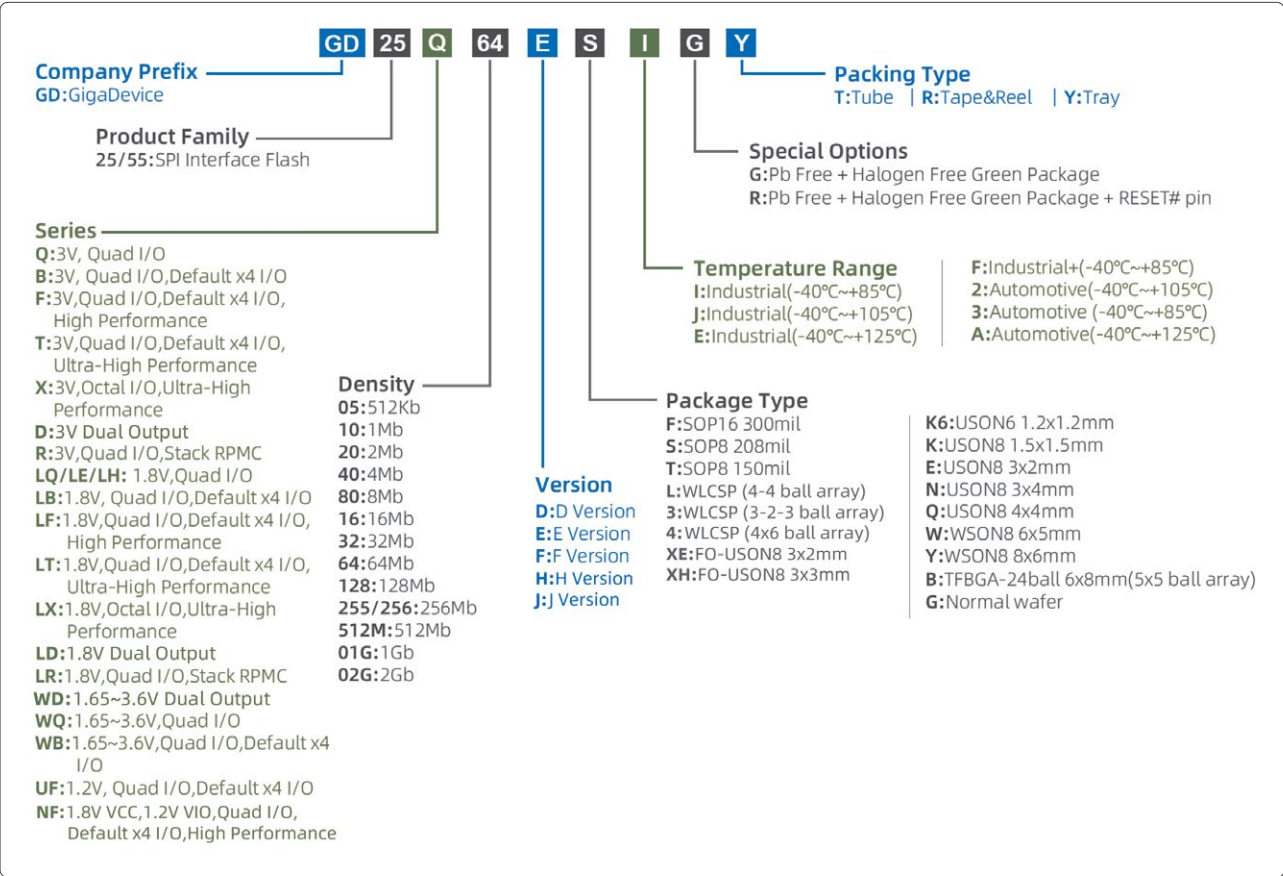 GD 25 Q 64 E S I G Y
Company Prefix
GD:GigaDevice
Packing Type
T:Tube | R:Tape&Reel | Y:Tray
Product Family
25/55:SPI Interface Flash
Special Options
G:Pb Free + Halogen Free Green Package
R:Pb Free + Halogen Free Green Package + RESET# pin
Series
Q:3V, Quad I/O
B:3V, Quad I/O,Default x4 I/O
F:3V,Quad I/O,Default x4 I/O,
High Performance
T:3V,Quad I/O,Default x4 I/O,
Ultra-High Performance
X:3V,Octal I/O,Ultra-High
Performance
D:3V Dual Output
R:3V,Quad I/O,Stack RPMC
LQ/LE/LH: 1.8V,Quad I/O
LB:1.8V, Quad I/O,Default x4 I/O
LF:1.8V,Quad I/O,Default x4 I/O,
High Performance
LT:1.8V,Quad I/O,Default x4 I/O,
Ultra-High Performance
LX:1.8V,Octal I/O,Ultra-High
Performance
LD:1.8V Dual Output
LR:1.8V,Quad I/O,Stack RPMC
WD:1.65~3.6V Dual Output
WQ:1.65~3.6V,Quad I/O
WB:1.65~3.6V,Quad I/O,Default x4
I/O
UF:1.2V, Quad I/O,Default x4 I/O
NF:1.8V VCC,1.2V VIO,Quad I/O,
Default x4 I/O,High Performance
Density
05:512Kb
10:1Mb
20:2Mb
40:4Mb
80:8Mb
16:16Mb
32:32Mb
64:64Mb
128:128Mb
255/256:256Mb
512M:512Mb
01G:1Gb
02G:2Gb
Version
D:D Version
E:E Version
F:F Version
H:H Version
J:J Version
Temperature Range
I:Industrial(-40℃~+85℃)
J:Industrial(-40℃~+105℃)
E:Industrial(-40℃~+125℃)
F:Industrial+(-40℃~+85℃)
2:Automotive(-40℃~+105℃)
3:Automotive (-40℃~+85℃)
A:Automotive(-40℃~+125℃)
Package Type
F:SOP16 300mil
S:SOP8 208mil
T:SOP8 150mil
L:WLCSP (4-4 ball array)
3:WLCSP (3-2-3 ball array)
4:WLCSP (4x6 ball array)
XE:FO-USON8 3x2mm
XH:FO-USON8 3x3mm
K6:USON6 1.2x1.2mm
K:USON8 1.5x1.5mm
E:USON8 3x2mm
N:USON8 3x4mm
Q:USON8 4x4mm
W:WSON8 6x5mm
Y:WSON8 8x6mm
B:TFBGA-24ball 6x8mm(5x5 ball array)
G:Normal wafer